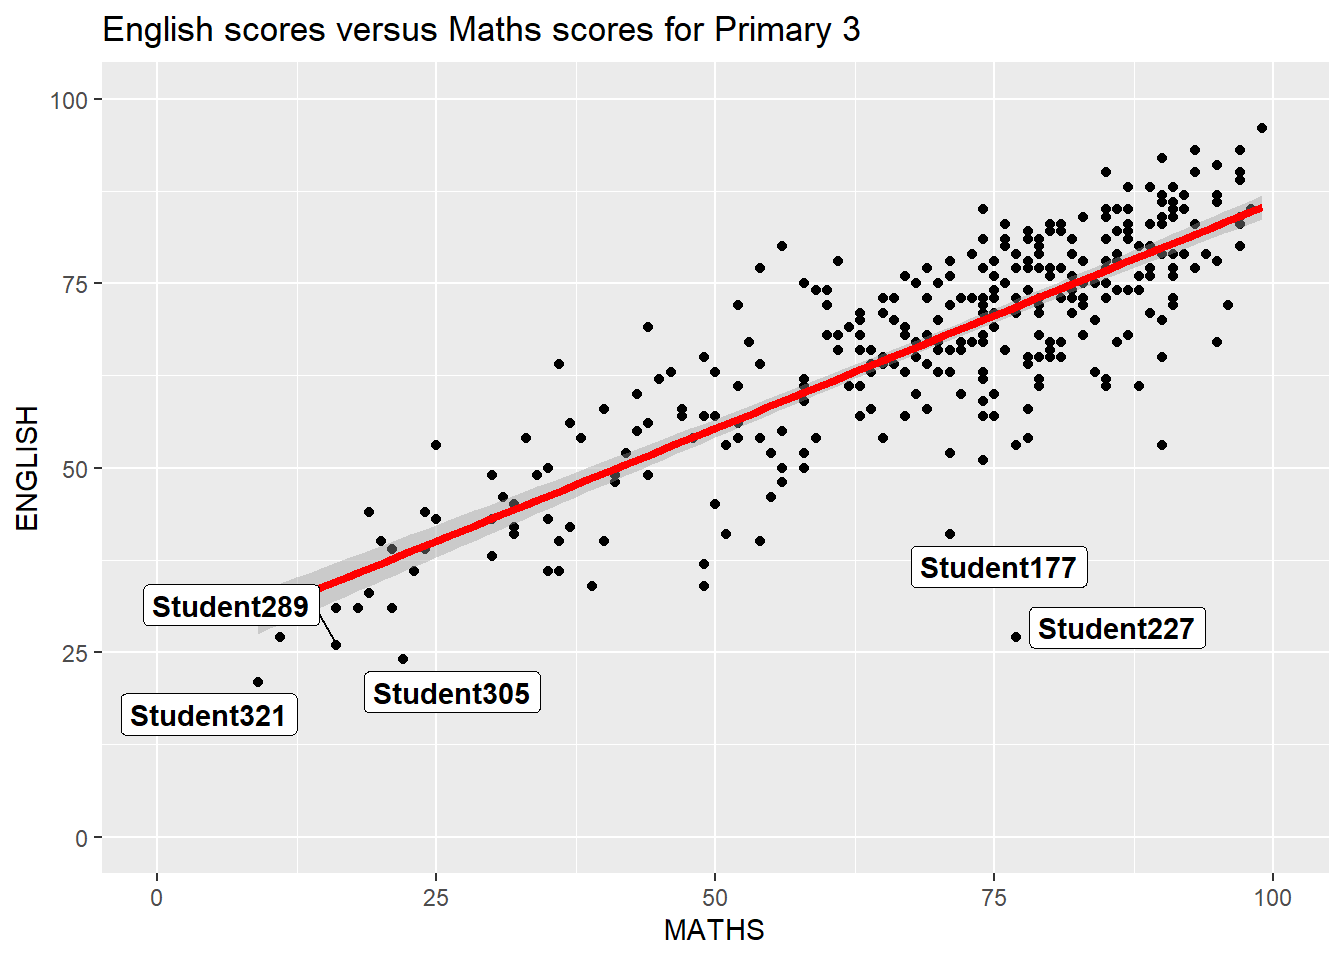 English scores versus Maths scores for Primary 3
ENGLISH
100
75
50
25
0
Student177
Student289
Student227
Student305
Student321
0
25
50
75
100
MATHS